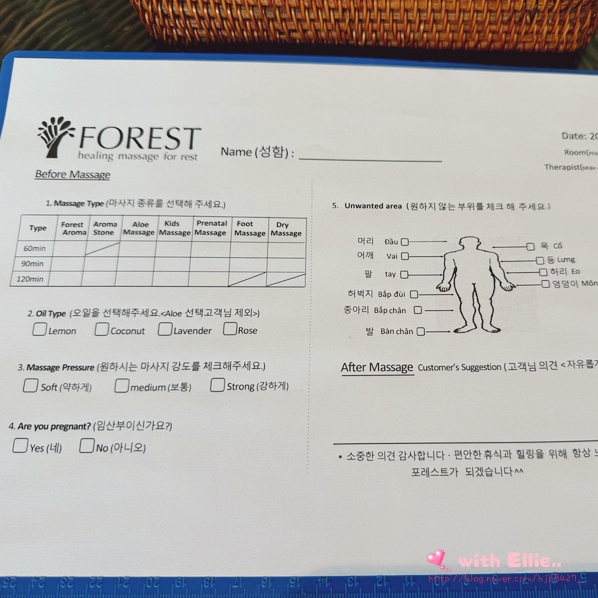 FOREST
healing massage for rest
Name (성함) :
Date: 20
Room(
Therapist(
Before Massage
1. Massage Type (마사지 종류를 선택해 주세요.)
Type Forest Aroma Aroma Stone Aloe Massage Kids Massage Prenatal Massage Foot Massage Dry Massage
60min
90min
120min
2. Oil Type (오일을 선택해주세요.<Aloe 선택고객님 제외>)
Lemon Coconut Lavender Rose
3. Massage Pressure (원하시는 마사지 강도를 체크해주세요.)
Soft (약하게) medium (보통) Strong (강하게)
4. Are you pregnant? (임산부이신가요?)
Yes (네) No (아니오)
5. Unwanted area (원하지 않는 부위를 체크 해 주세요.)
머리 Đầu
어깨 Vai
팔 tay
허벅지 Bắp đùi
종아리 Bắp chân
발 Bàn chân
목 Cổ
등 Lưng
허리 Eo
엉덩이 Môn
After Massage Customer's Suggestion (고객님 의견 <자유롭게
* 소중한 의견 감사합니다 · 편안한 휴식과 힐링을 위해 항상 노
포레스트가 되겠습니다^^
with Ellie..